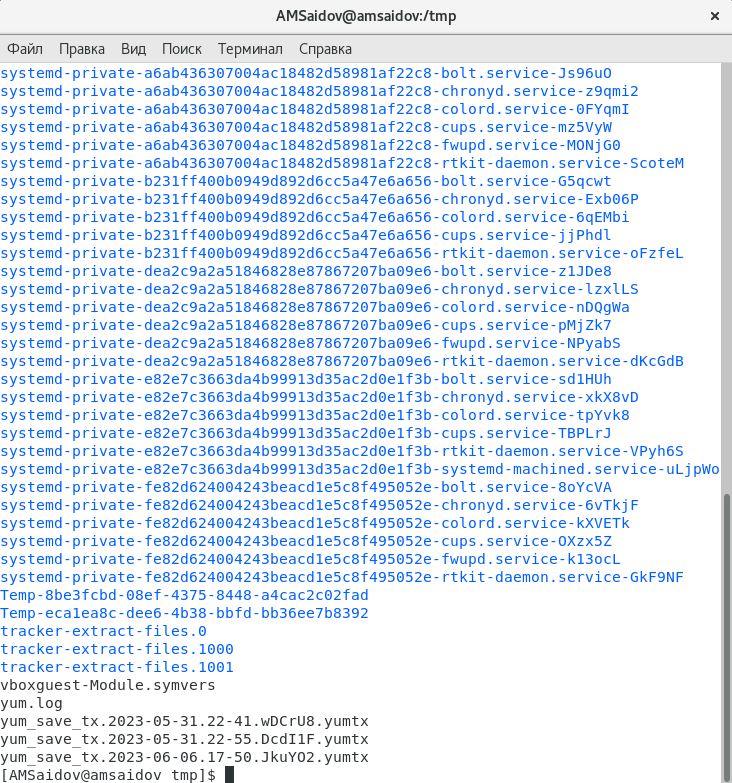 AMSaidov@amsaidov:/tmp ×
Файл Правка Вид Поиск Терминал Справка
systemd-private-a6ab436307004ac18482d58981af22c8-bolt.service-Js96uO
systemd-private-a6ab436307004ac18482d58981af22c8-chronyd.service-z9qmi2
systemd-private-a6ab436307004ac18482d58981af22c8-colord.service-0FYqmI
systemd-private-a6ab436307004ac18482d58981af22c8-cups.service-mz5VyW
systemd-private-a6ab436307004ac18482d58981af22c8-fwupd.service-MONjG0
systemd-private-a6ab436307004ac18482d58981af22c8-rtkit-daemon.service-ScoteM
systemd-private-b231ff400b0949d892d6cc5a47e6a656-bolt.service-G5qcwt
systemd-private-b231ff400b0949d892d6cc5a47e6a656-chronyd.service-Exb06P
systemd-private-b231ff400b0949d892d6cc5a47e6a656-colord.service-6qEMbi
systemd-private-b231ff400b0949d892d6cc5a47e6a656-cups.service-jjPhdl
systemd-private-b231ff400b0949d892d6cc5a47e6a656-rtkit-daemon.service-oFzfeL
systemd-private-dea2c9a2a51846828e87867207ba09e6-bolt.service-z1JDe8
systemd-private-dea2c9a2a51846828e87867207ba09e6-chronyd.service-lzxlLS
systemd-private-dea2c9a2a51846828e87867207ba09e6-colord.service-nDQgWa
systemd-private-dea2c9a2a51846828e87867207ba09e6-cups.service-pMjZk7
systemd-private-dea2c9a2a51846828e87867207ba09e6-fwupd.service-NPyabS
systemd-private-dea2c9a2a51846828e87867207ba09e6-rtkit-daemon.service-dKcGdB
systemd-private-e82e7c3663da4b99913d35ac2d0e1f3b-bolt.service-sd1HUh
systemd-private-e82e7c3663da4b99913d35ac2d0e1f3b-chronyd.service-xkX8vD
systemd-private-e82e7c3663da4b99913d35ac2d0e1f3b-colord.service-tpYvk8
systemd-private-e82e7c3663da4b99913d35ac2d0e1f3b-cups.service-TBPLrJ
systemd-private-e82e7c3663da4b99913d35ac2d0e1f3b-rtkit-daemon.service-VPyh6S
systemd-private-e82e7c3663da4b99913d35ac2d0e1f3b-systemd-machined.service-uLjpWo
systemd-private-fe82d624004243beacd1e5c8f495052e-bolt.service-8oYcVA
systemd-private-fe82d624004243beacd1e5c8f495052e-chronyd.service-6vTkjF
systemd-private-fe82d624004243beacd1e5c8f495052e-colord.service-kXVETk
systemd-private-fe82d624004243beacd1e5c8f495052e-cups.service-OXzx5Z
systemd-private-fe82d624004243beacd1e5c8f495052e-fwupd.service-k13ocL
systemd-private-fe82d624004243beacd1e5c8f495052e-rtkit-daemon.service-GkF9NF
Temp-8be3fcbd-08ef-4375-8448-a4cac2c02fad
Temp-eca1ea8c-dee6-4b38-bbfd-bb36ee7b8392
tracker-extract-files.0
tracker-extract-files.1000
tracker-extract-files.1001
vboxguest-Module.symvers
yum.log
yum_save_tx.2023-05-31.22-41.wDCrU8.yumtx
yum_save_tx.2023-05-31.22-55.DcdI1F.yumtx
yum_save_tx.2023-06-06.17-50.JkuYO2.yumtx
[AMSaidov@amsaidov tmp]$